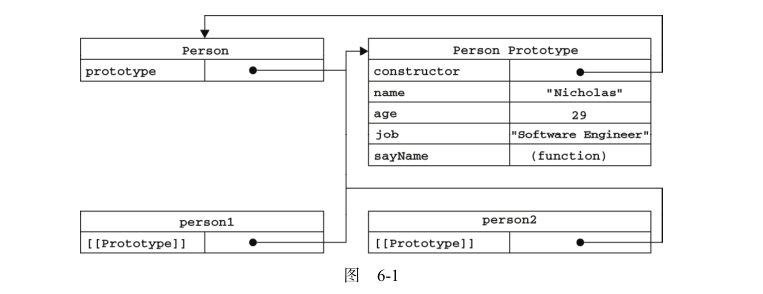 Person
prototype
Person Prototype
constructor
name "Nicholas"
age 29
job "Software Engineer"
sayName (function)
person1
[[Prototype]]
person2
[[Prototype]]
图 6-1